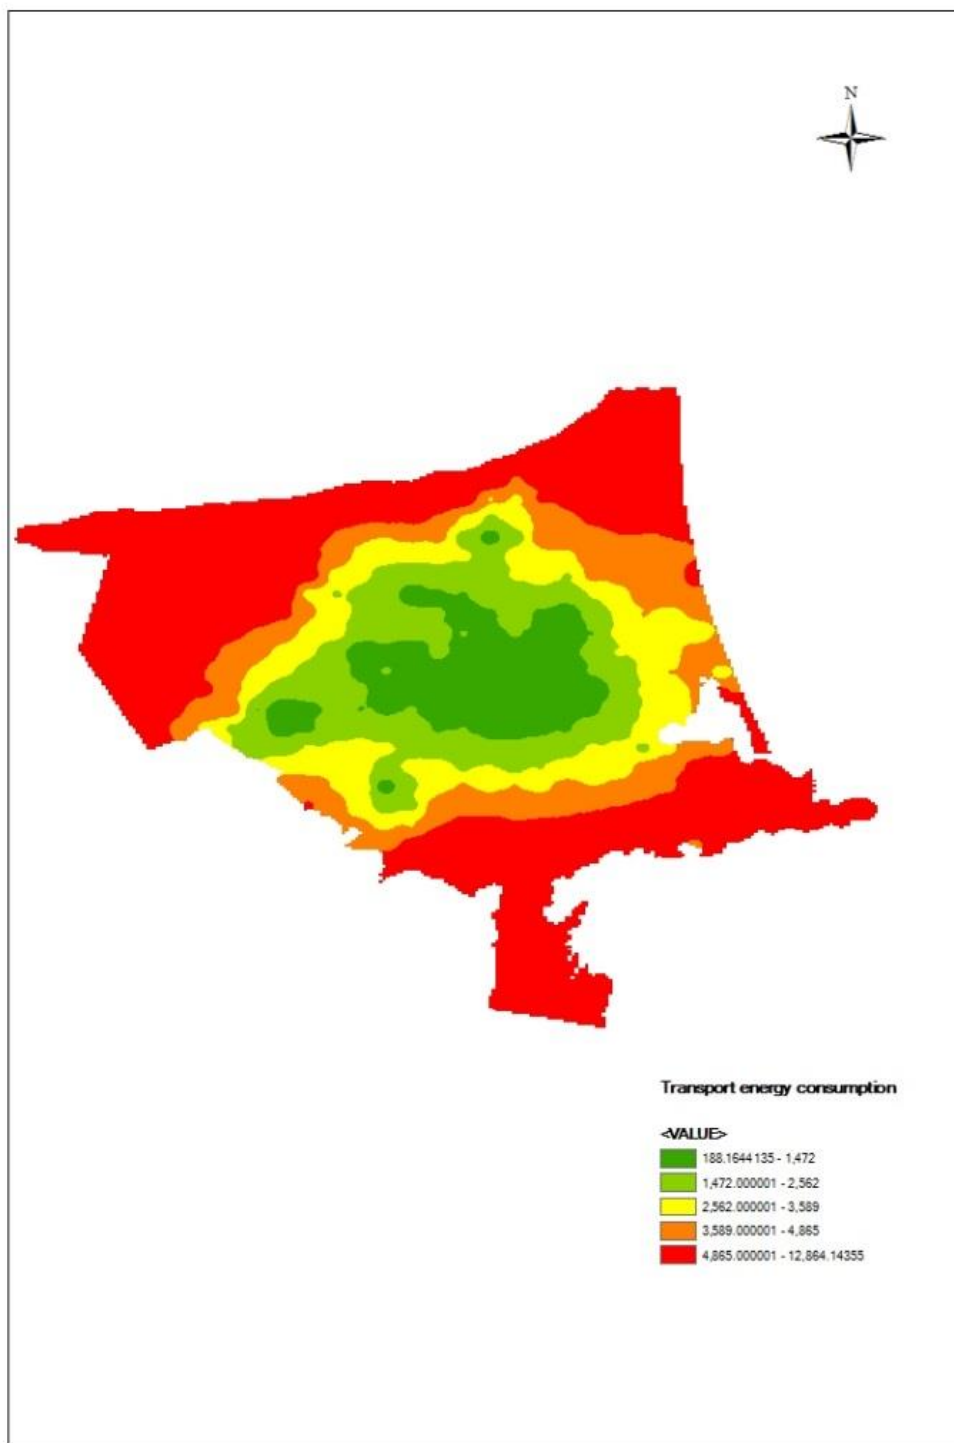 N
Transport energy consumption
<VALUE>
188.1644135 - 1,472
1,472.000001 - 2,562
2,562.000001 - 3,589
3,589.000001 - 4,865
4,865.000001 - 12,864.14355